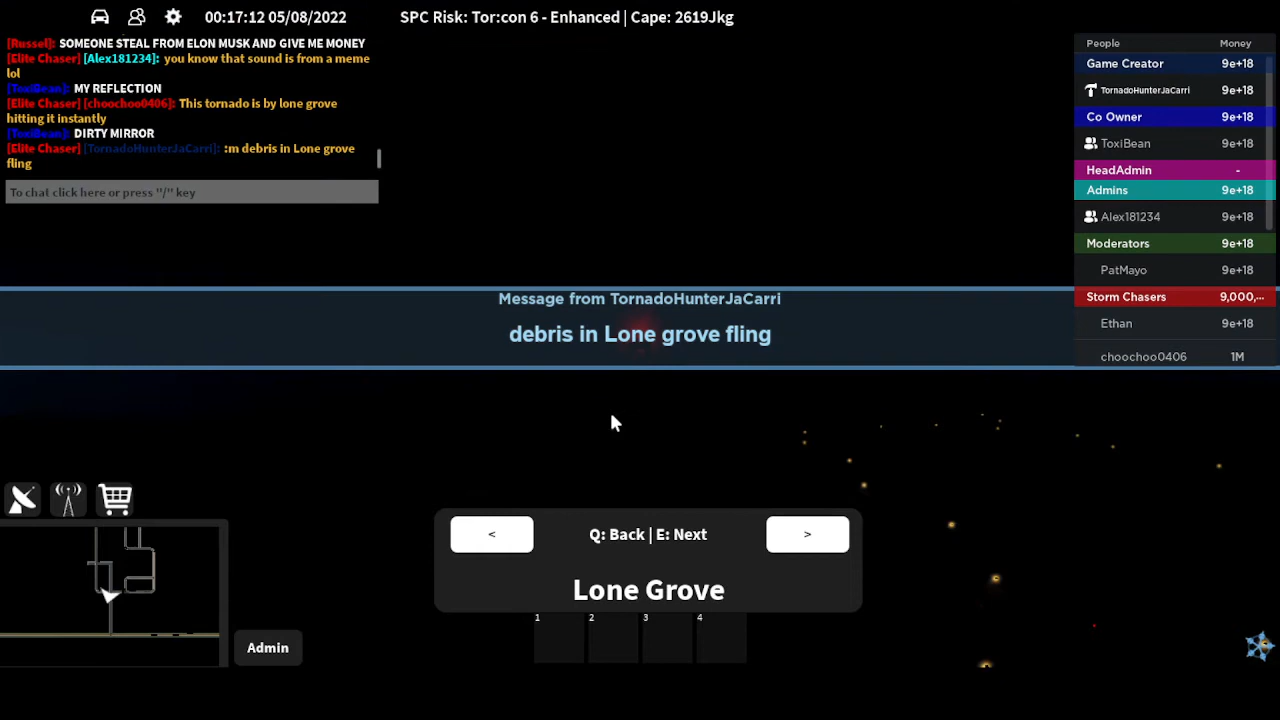 00:17:12 05/08/2022
SPC Risk: Tor:con 6 - Enhanced | Cape: 2619Jkg
[Russel]: SOMEONE STEAL FROM ELON MUSK AND GIVE ME MONEY
[Elite Chaser] [Alex181234]: you know that sound is from a meme
lol
[ToxiBean]: MY REFLECTION
[Elite Chaser] [choochoo0406]: This tornado is by lone grove
hitting it instantly
[ToxiBean]: DIRTY MIRROR
[Elite Chaser] [TornadoHunterJaCarri]: :m debris in Lone grove
fling
To chat click here or press "/" key
People Money
Game Creator 9e+18
TornadoHunterJaCarri 9e+18
Co Owner 9e+18
ToxiBean 9e+18
HeadAdmin -
Admins 9e+18
Alex181234 9e+18
Moderators 9e+18
PatMayo 9e+18
Storm Chasers 9,000,...
Ethan 9e+18
choochoo0406 1M
Message from TornadoHunterJaCarri
debris in Lone grove fling
< Q: Back | E: Next >
Lone Grove
1 2 3 4
Admin